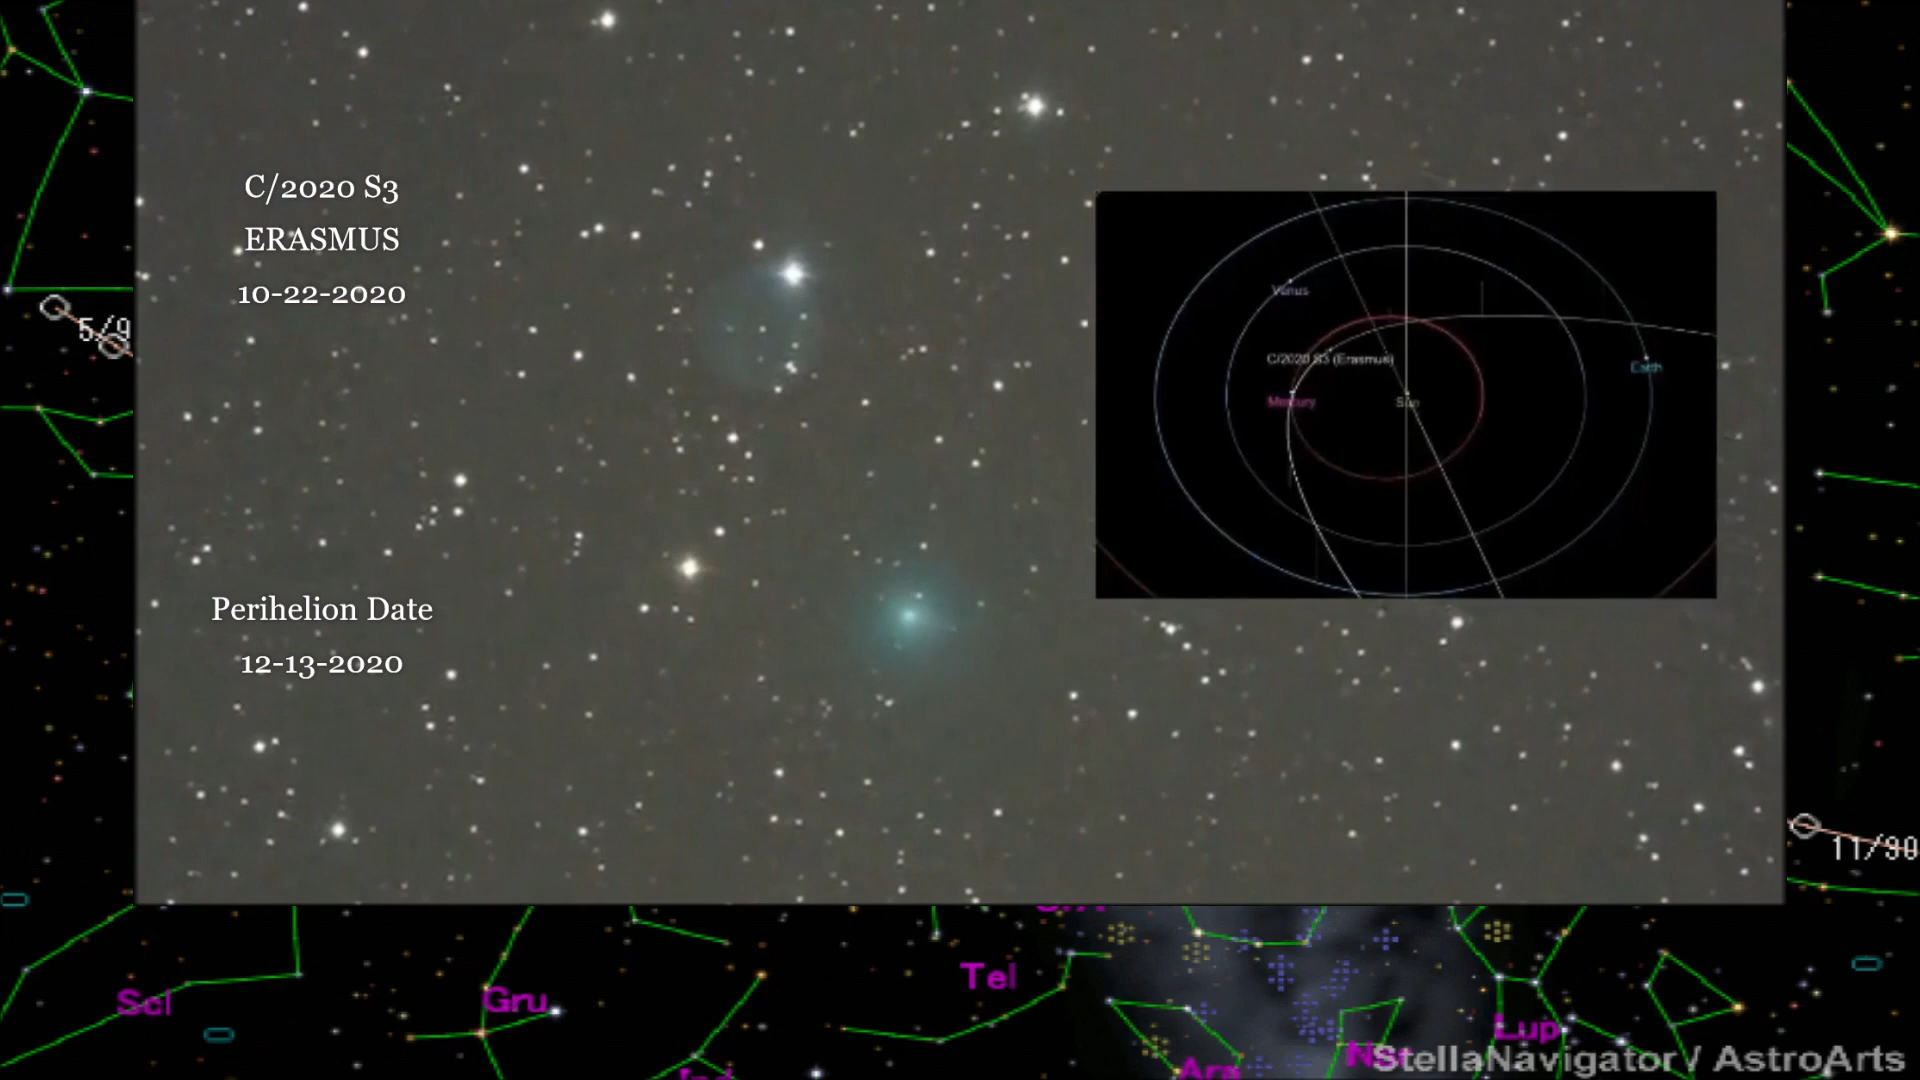 C/2020 S3
ERASMUS
10-22-2020
Perihelion Date
12-13-2020
Venus
C/2020 S3 (Erasmus)
Mercury
Sun
Earth
5/9
11/30
Scl
Gru
Tel
Ara
Lup
StellaNavigator / AstroArts